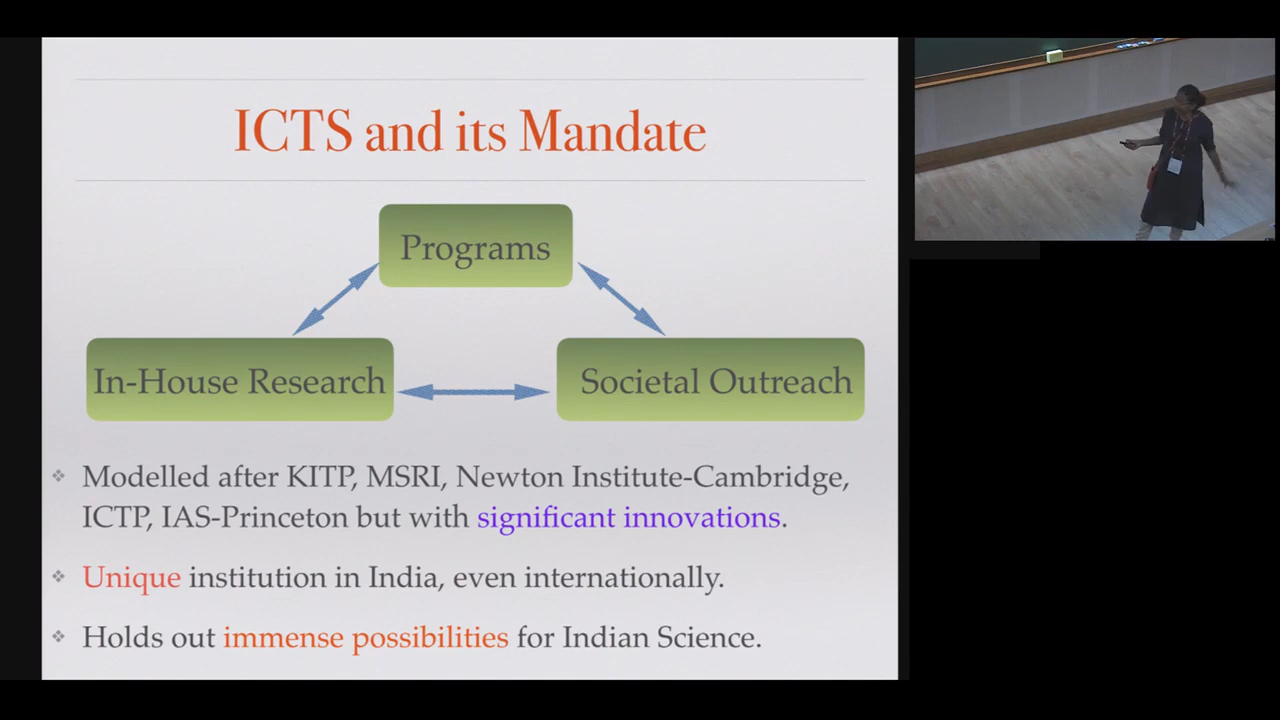 ICTS and its Mandate
Programs
In-House Research
Societal Outreach
❖ Modelled after KITP, MSRI, Newton Institute-Cambridge,
ICTP, IAS-Princeton but with significant innovations.
❖ Unique institution in India, even internationally.
❖ Holds out immense possibilities for Indian Science.